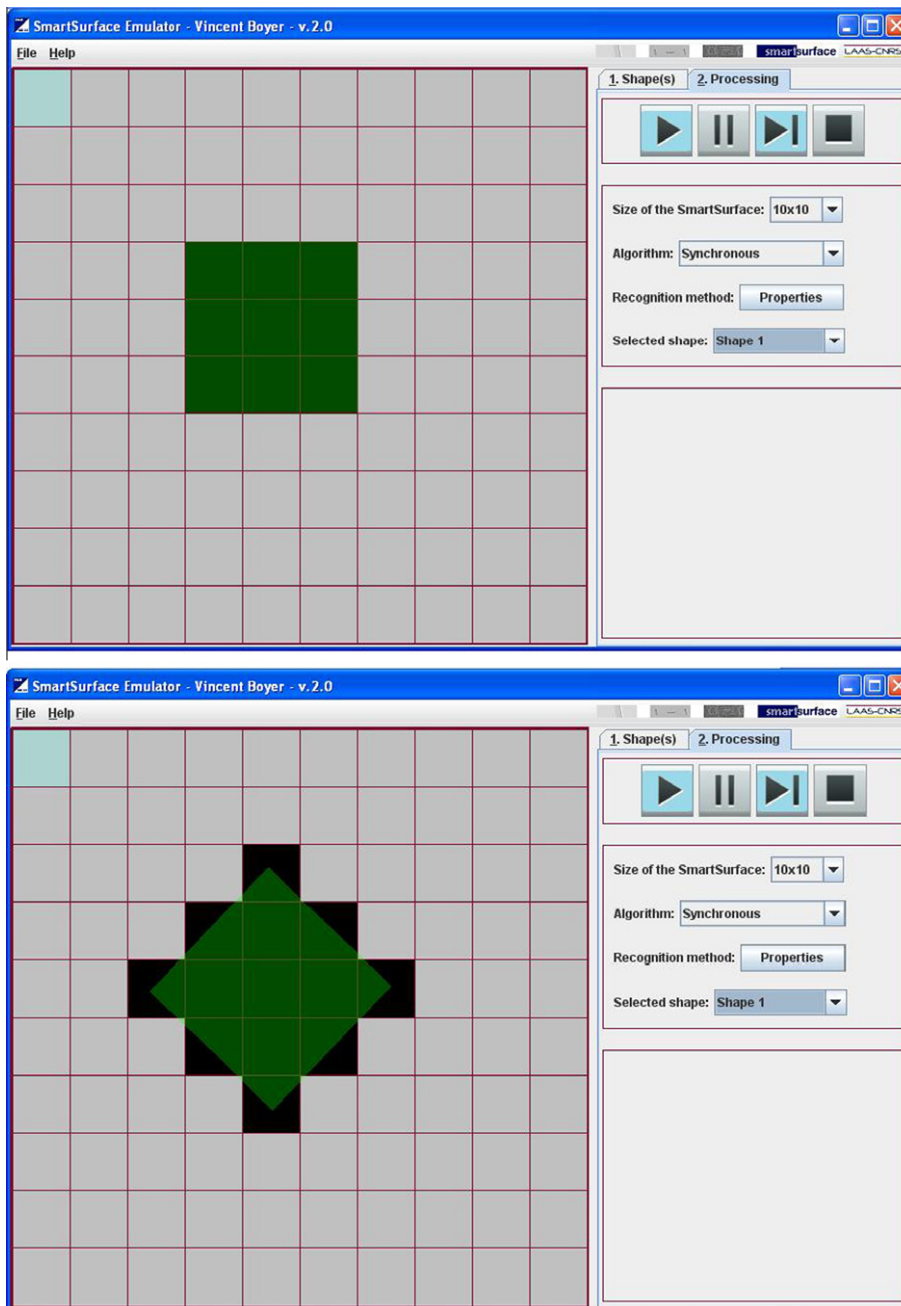 SmartSurface Emulator - Vincent Boyer - v.2.0
File Help
smartsurface LAAS-CNRS
1. Shape(s) 2. Processing
Size of the SmartSurface: 10x10
Algorithm: Synchronous
Recognition method: Properties
Selected shape: Shape 1
SmartSurface Emulator - Vincent Boyer - v.2.0
File Help
smartsurface LAAS-CNRS
1. Shape(s) 2. Processing
Size of the SmartSurface: 10x10
Algorithm: Synchronous
Recognition method: Properties
Selected shape: Shape 1